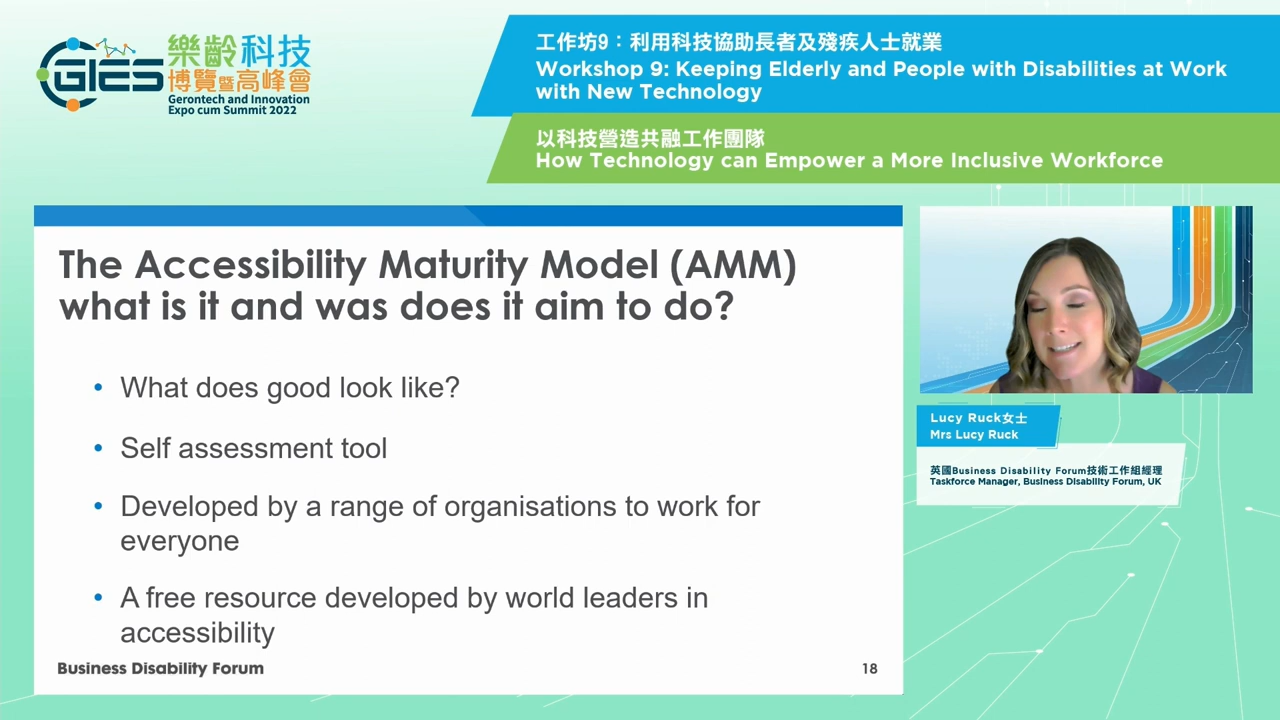 GIES
樂齡科技
博覽暨高峰會
Gerontech and Innovation
Expo cum Summit 2022
工作坊9：利用科技協助長者及殘疾人士就業
Workshop 9: Keeping Elderly and People with Disabilities at Work
with New Technology
以科技營造共融工作團隊
How Technology can Empower a More Inclusive Workforce
The Accessibility Maturity Model (AMM)
what is it and was does it aim to do?
• What does good look like?
• Self assessment tool
• Developed by a range of organisations to work for
everyone
• A free resource developed by world leaders in
accessibility
Business Disability Forum
18
Lucy Ruck女士
Mrs Lucy Ruck
英國Business Disability Forum技術工作組經理
Taskforce Manager, Business Disability Forum, UK